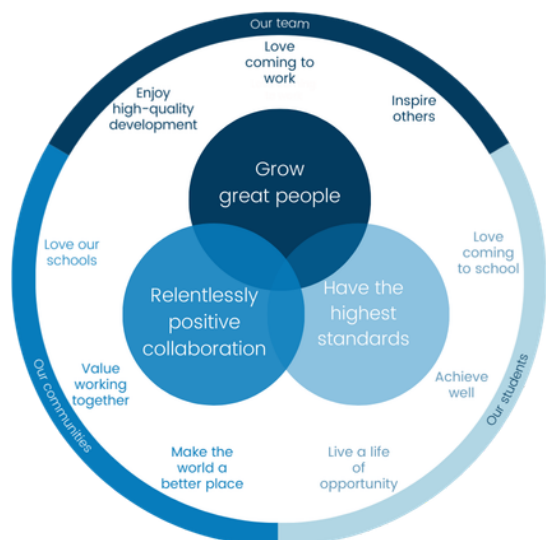 Our team
Love
coming to
work
Enjoy
high-quality
development
Inspire
others
Grow
great people
Love our
schools
Love
coming
to school
Relentlessly
positive
collaboration
Have the
highest
standards
Value
working
together
Achieve
well
Our communities
Our students
Make the
world a
better place
Live a life
of
opportunity